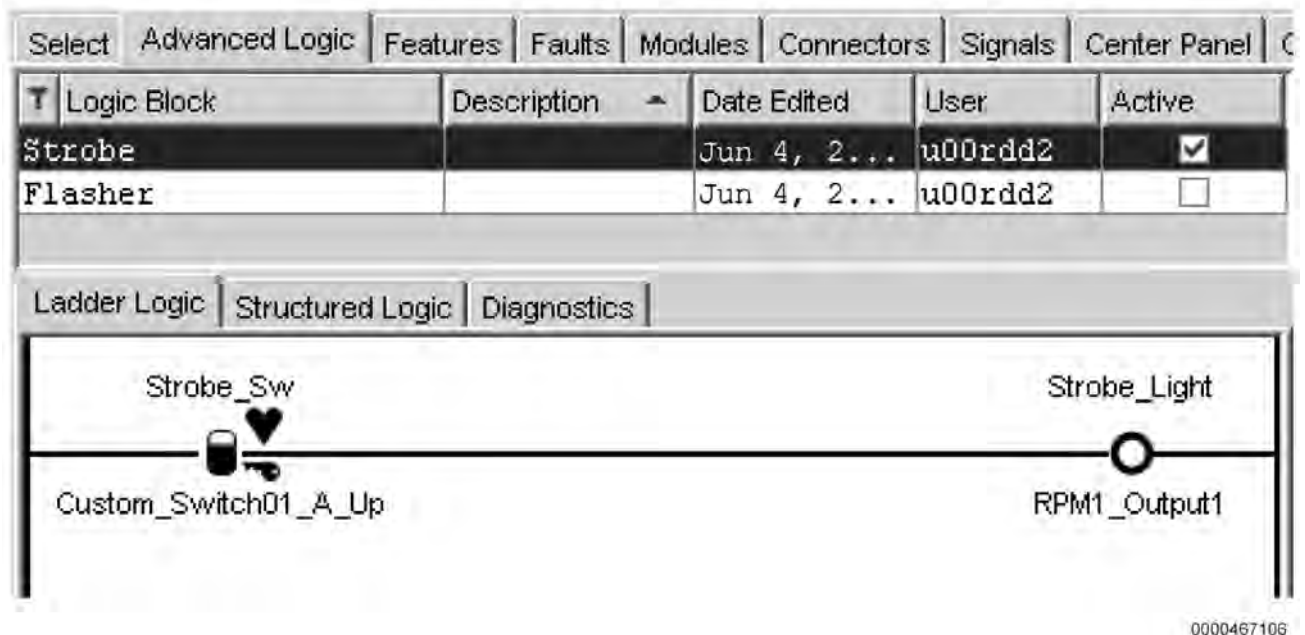 Select Advanced Logic Features Faults Modules Connectors Signals Center Panel
Logic Block Description Date Edited User Active
Strobe Jun 4, 2... u00rdd2
Flasher Jun 4, 2... u00rdd2
Ladder Logic Structured Logic Diagnostics
Strobe_Sw Strobe_Light
Custom_Switch01_A_Up RPM1_Output1
0000467106